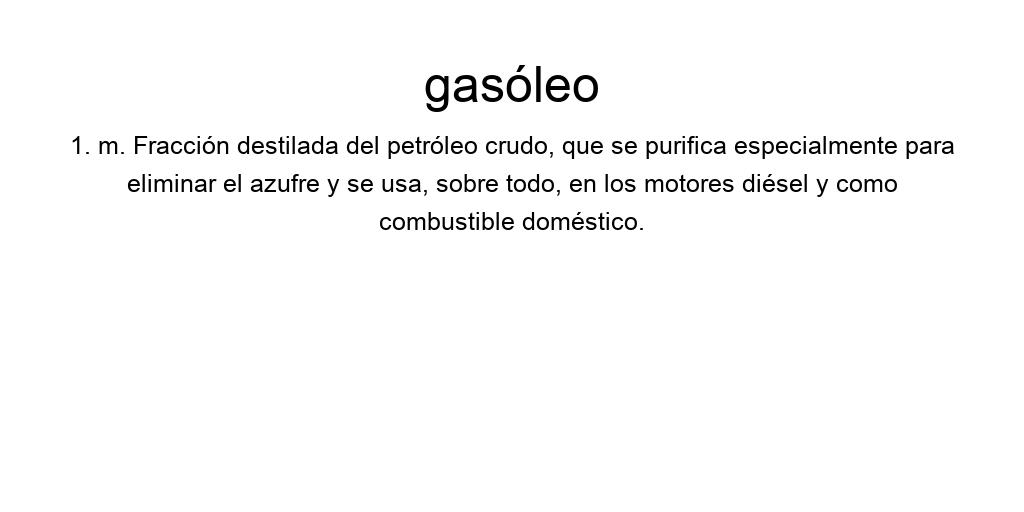 gasóleo
1. m. Fracción destilada del petróleo crudo, que se purifica especialmente para
eliminar el azufre y se usa, sobre todo, en los motores diésel y como
combustible doméstico.